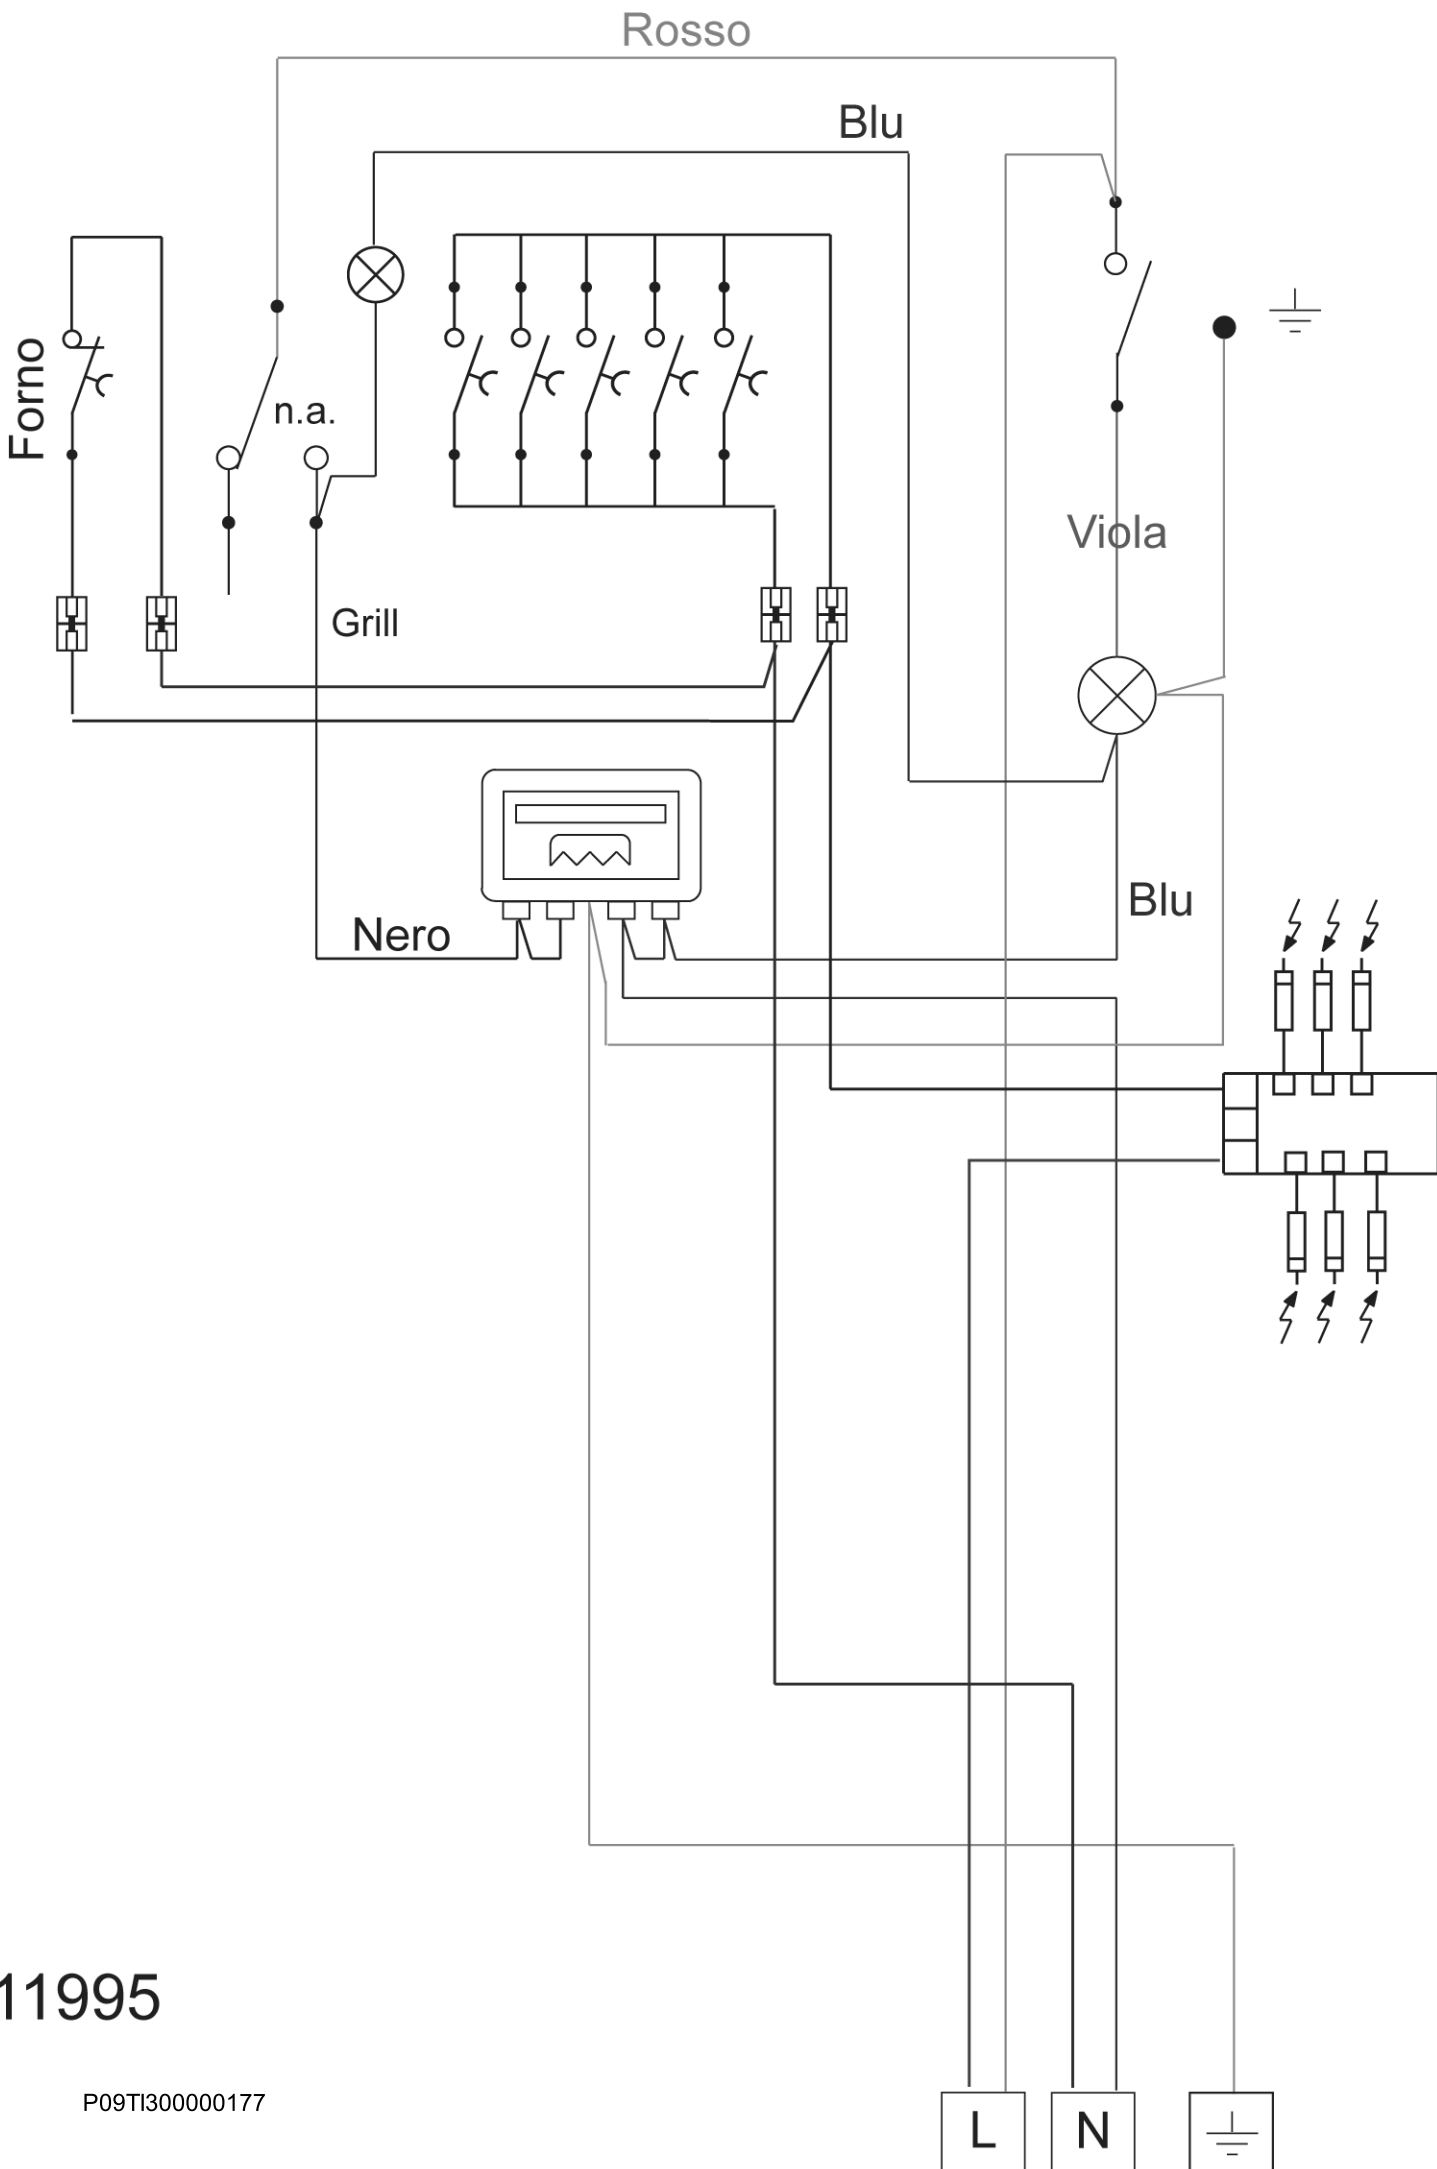 Rosso
Blu
Forno
n.a.
Viola
Grill
Blu
Nero
11995
P09TI300000177
L
N